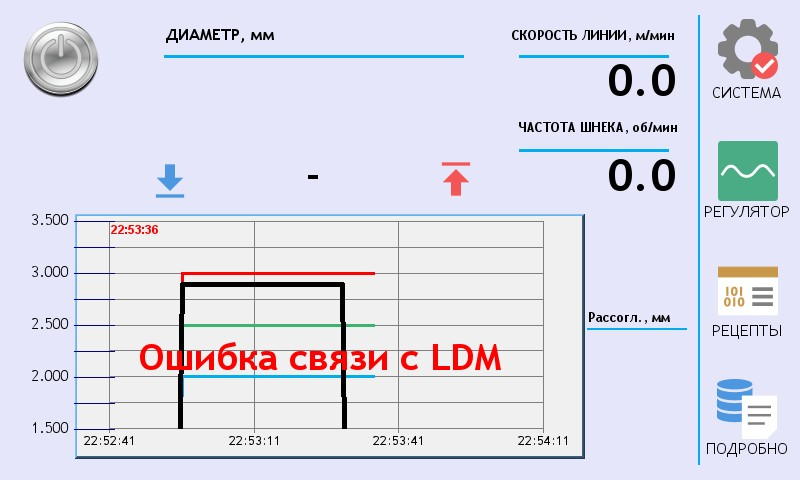 ДИАМЕТР, мм
СКОРОСТЬ ЛИНИИ, м/мин
0.0
СИСТЕМА
ЧАСТОТА ШНЕКА, об/мин
0.0
-
РЕГУЛЯТОР
3.500
22:53:36
3.000
101
010
Рассогл., мм
2.500
РЕЦЕПТЫ
Ошибка связи с LDM
2.000
1.500
22:52:41
22:53:11
22:53:41
22:54:11
ПОДРОБНО